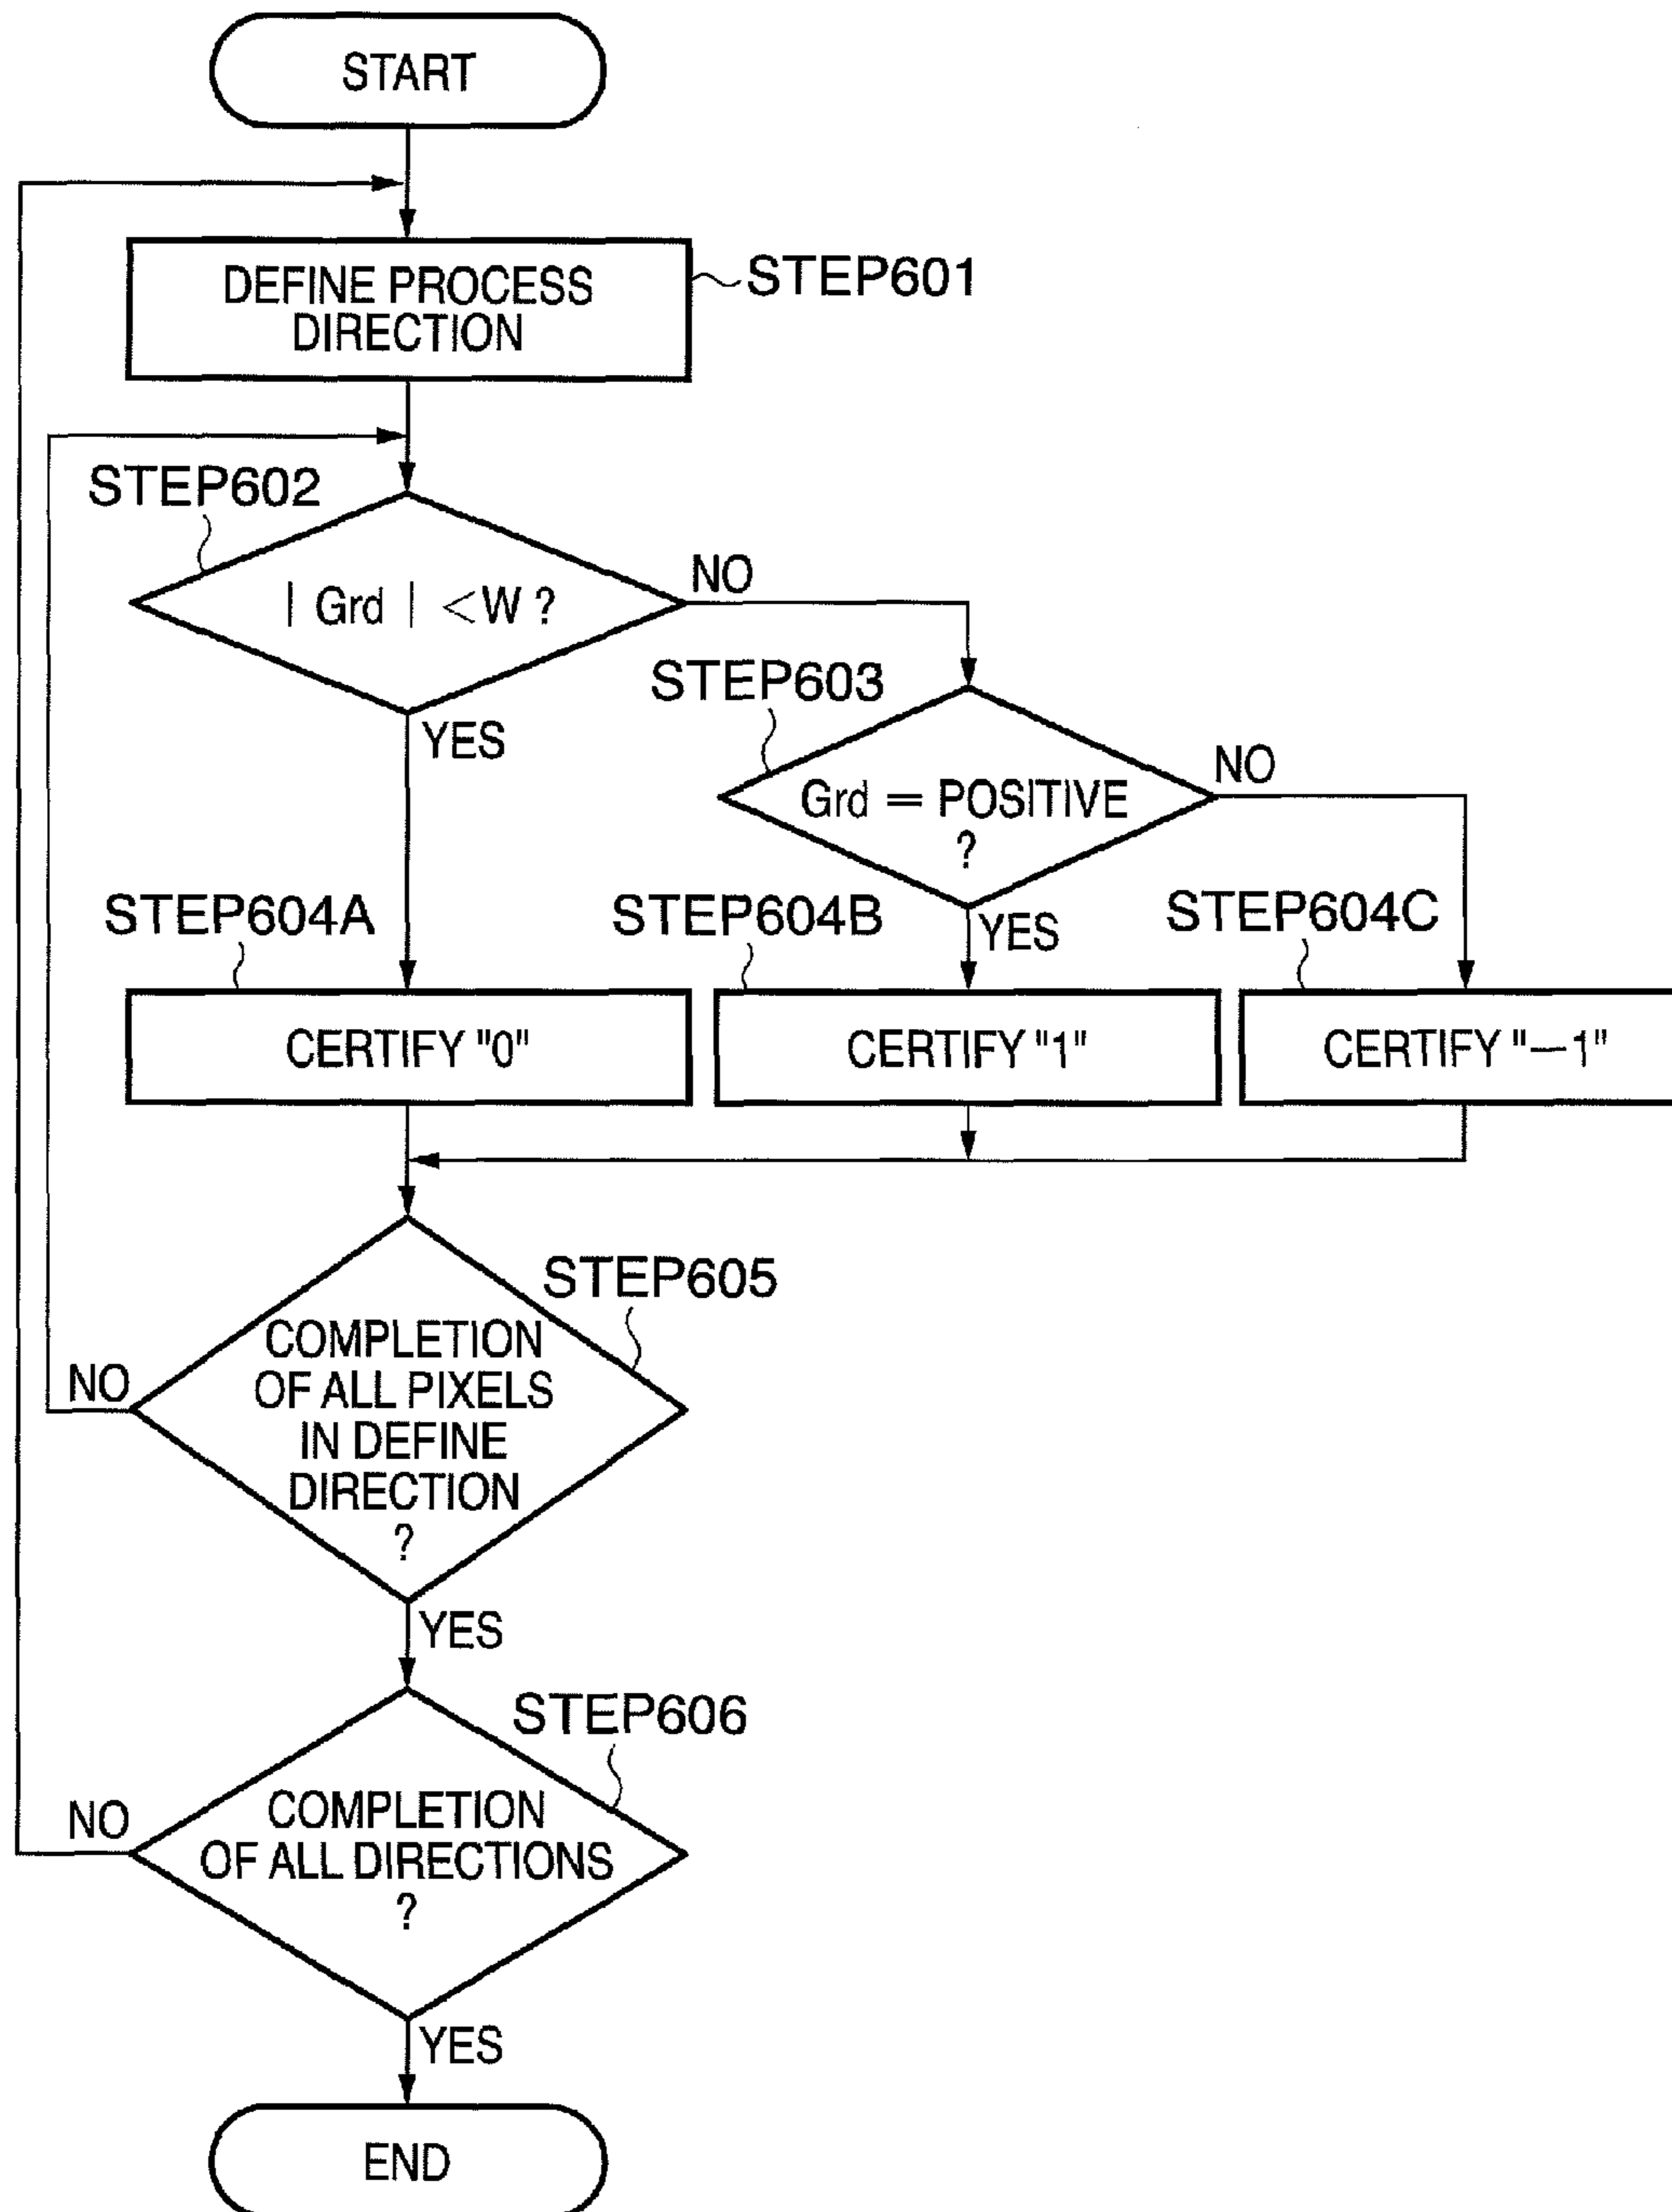 START
DEFINE PROCESS
DIRECTION
STEP601
STEP602
| Grd | <W ?
NO
YES
STEP603
Grd = POSITIVE
?
NO
YES
STEP604A
STEP604B
STEP604C
CERTIFY "0"
CERTIFY "1"
CERTIFY "—1"
STEP605
COMPLETION
OF ALL PIXELS
IN DEFINE
DIRECTION
?
NO
YES
STEP606
COMPLETION
OF ALL DIRECTIONS
?
NO
YES
END